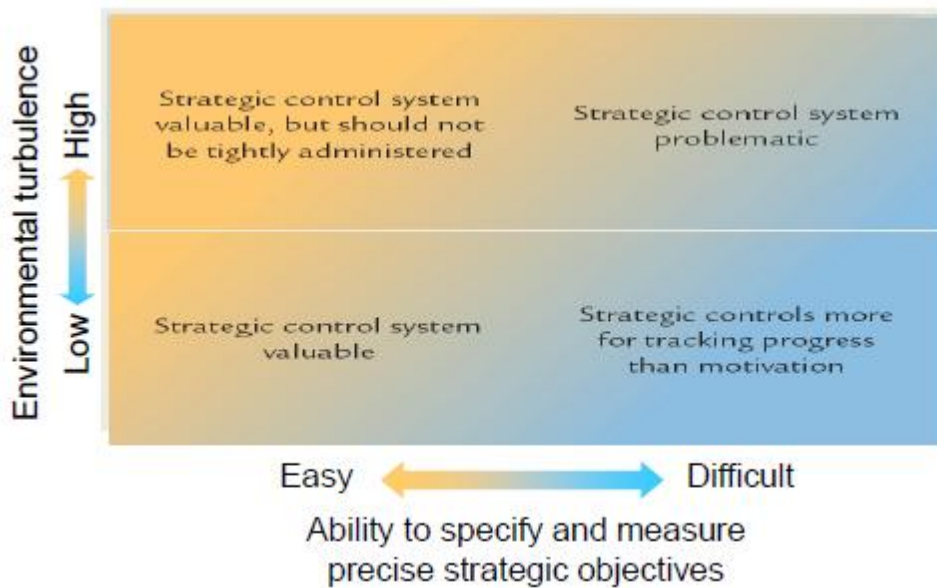 Environmental turbulence
High
Low
Strategic control system
valuable, but should not
be tightly administered
Strategic control system
problematic
Strategic control system
valuable
Strategic controls more
for tracking progress
than motivation
Easy
Difficult
Ability to specify and measure
precise strategic objectives